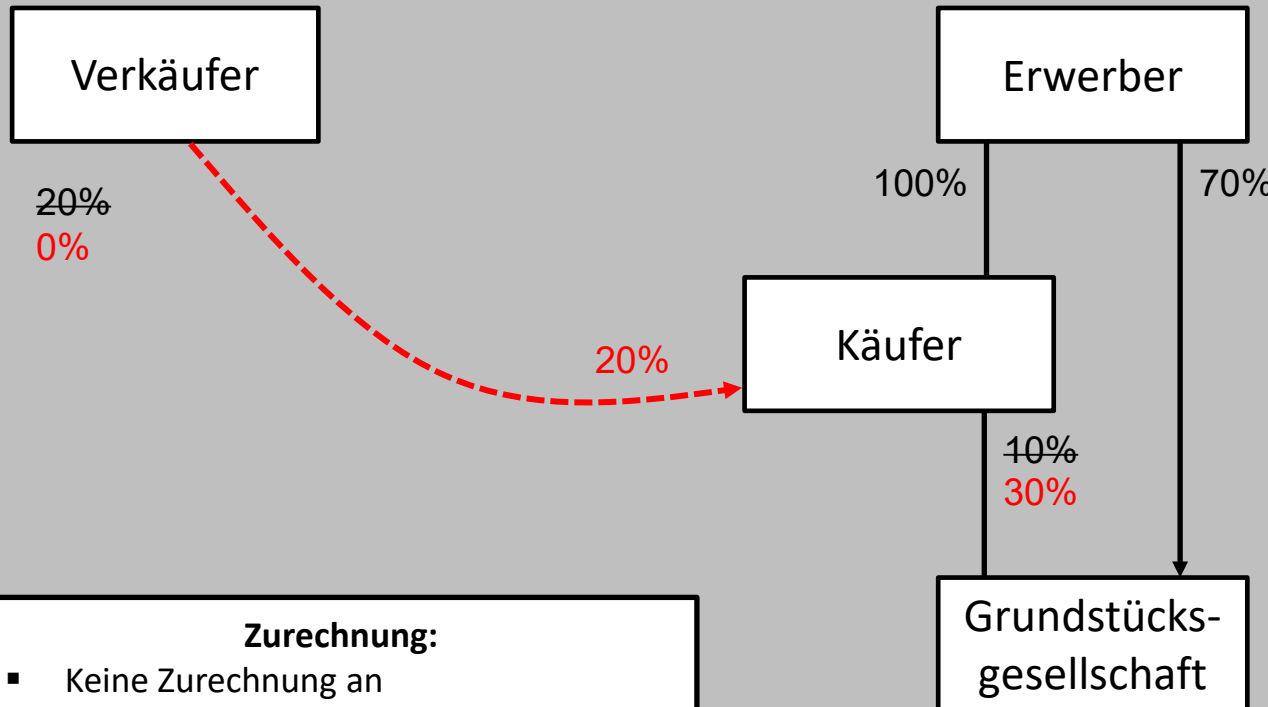 Verkäufer
Erwerber
20%
0%
100%
70%
20%
Käufer
10%
30%
Zurechnung:
▪ Keine Zurechnung an
Grundstücks-
gesellschaft